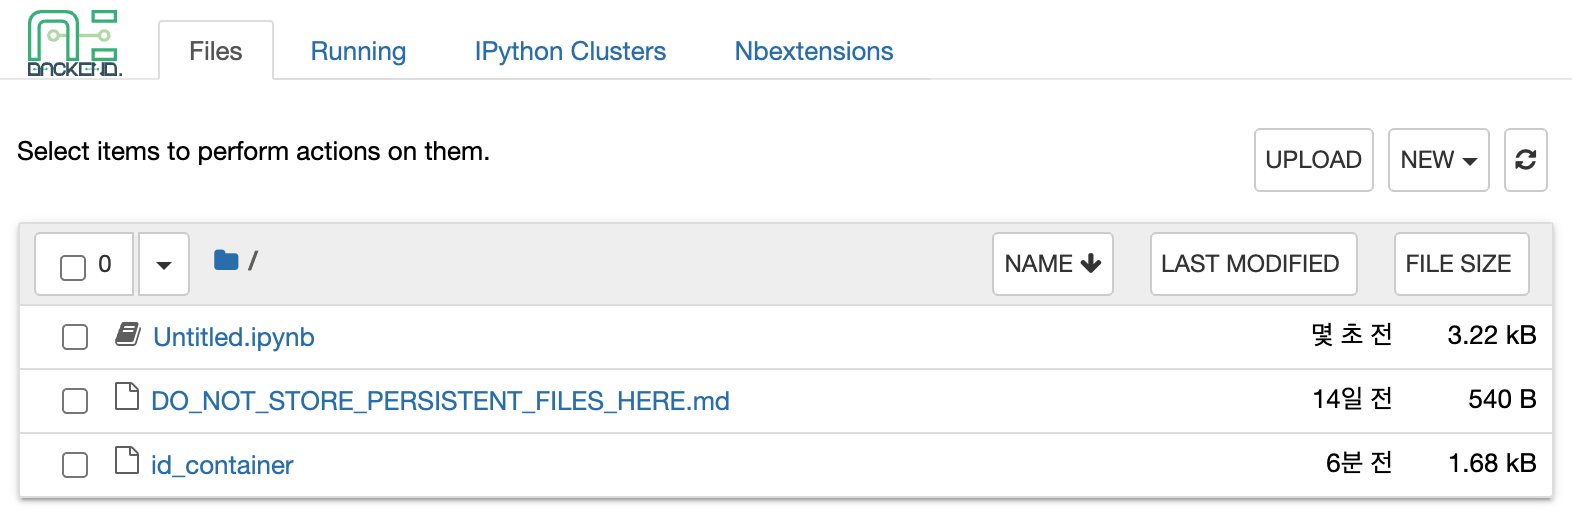 BACKEND.
Files Running IPython Clusters Nbextensions
Select items to perform actions on them.
UPLOAD NEW
0 / NAME LAST MODIFIED FILE SIZE
Untitled.ipynb 몇 초 전 3.22 kB
DO_NOT_STORE_PERSISTENT_FILES_HERE.md 14일 전 540 B
id_container 6분 전 1.68 kB